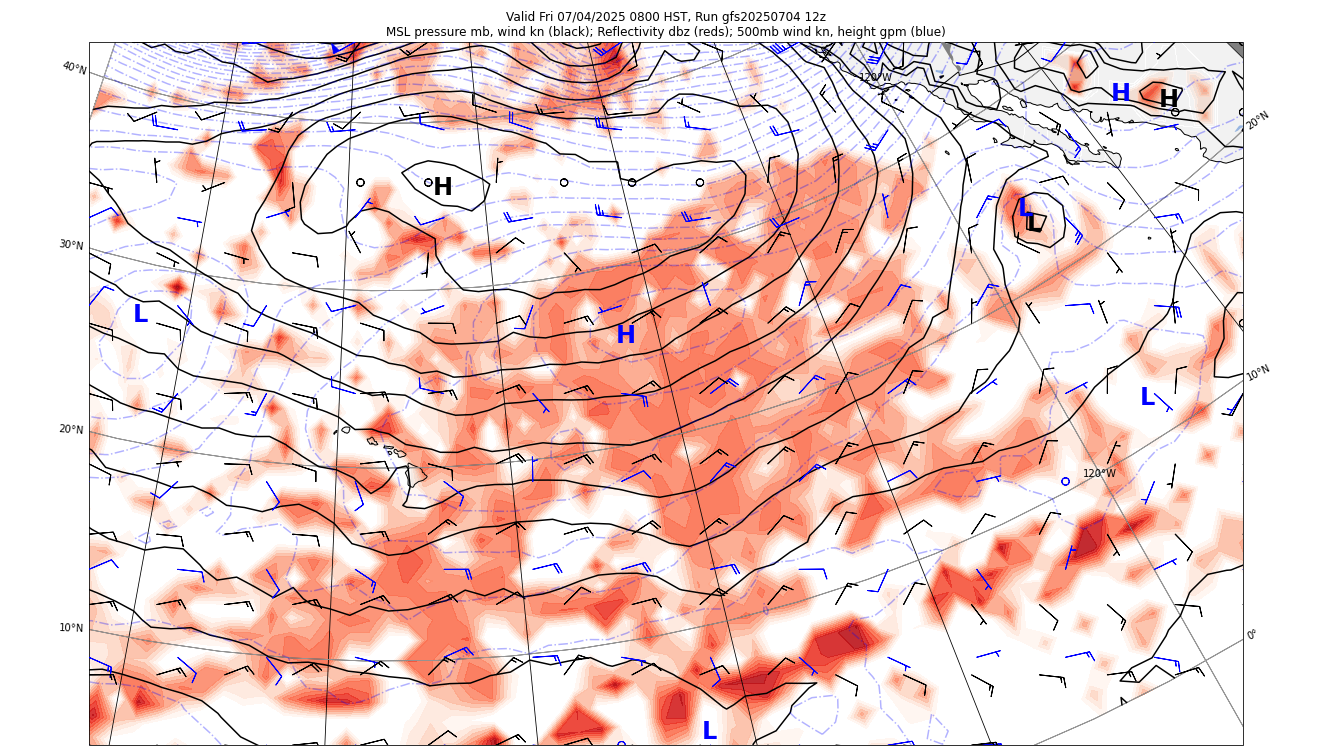 Valid Fri 07/04/2025 0800 HST, Run gfs20250704 12z
MSL pressure mb, wind kn (black); Reflectivity dbz (reds); 500mb wind kn, height gpm (blue)
40°N
120°W
H
H
20°N
H
30°N
L
L
L
H
10°N
L
20°N
120°W
10°N
0
0°
L